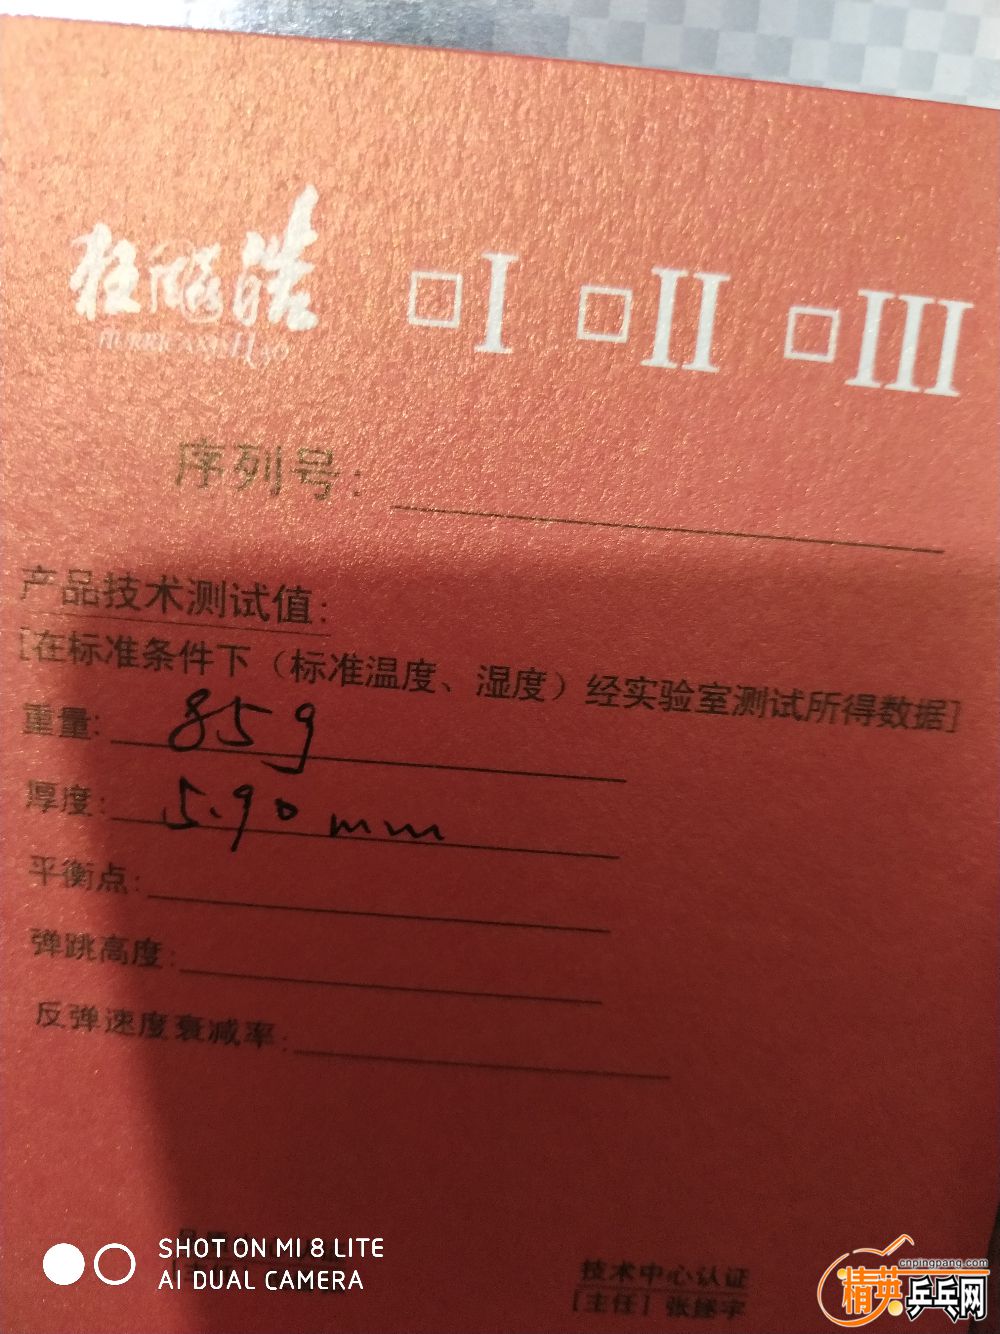 狂飚浩 □I □II □III
HURRICANE HAO
序列号:
产品技术测试值:
[在标准条件下（标准温度、湿度）经实验室测试所得数据]
重量: 85g
厚度: 5.90mm
平衡点:
弹跳高度:
反弹速度衰减率:
技术中心认证
[主任]
SHOT ON MI 8 LITE
AI DUAL CAMERA
cnpingpang.com
精英乒乓网